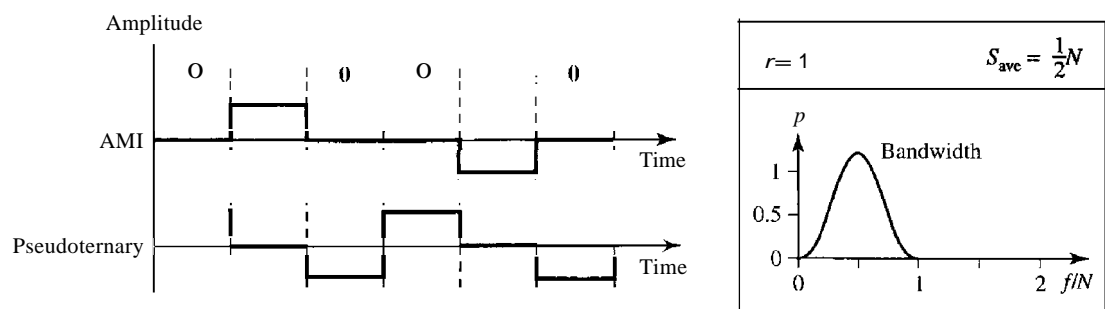 Amplitude
O 0 O 0
AMI
Time
Pseudoternary
Time
r = 1 S_ave = 1/2 N
p
Bandwidth
1
0.5
0
0 1 2 f/N